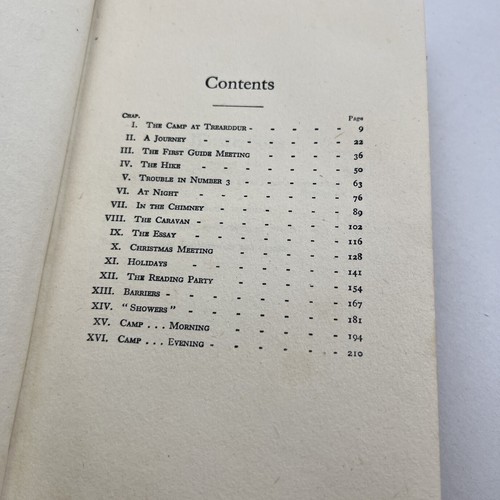 Contents
Chap. Page
I. The Camp at Trearddur - - - - 9
II. A Journey - - - - - - 22
III. The First Guide Meeting - - - - 36
IV. The Hike - - - - - - 50
V. Trouble in Number 3 - - - - 63
VI. At Night - - - - - - 76
VII. In the Chimney - - - - - 89
VIII. The Caravan - - - - - - 102
IX. The Essay - - - - - - 116
X. Christmas Meeting - - - - - 128
XI. Holidays - - - - - - 141
XII. The Reading Party - - - - - 154
XIII. Barriers - - - - - - - 167
XIV. "Showers" - - - - - - 181
XV. Camp . . . Morning - - - - - 194
XVI. Camp . . . Evening - - - - - - 210